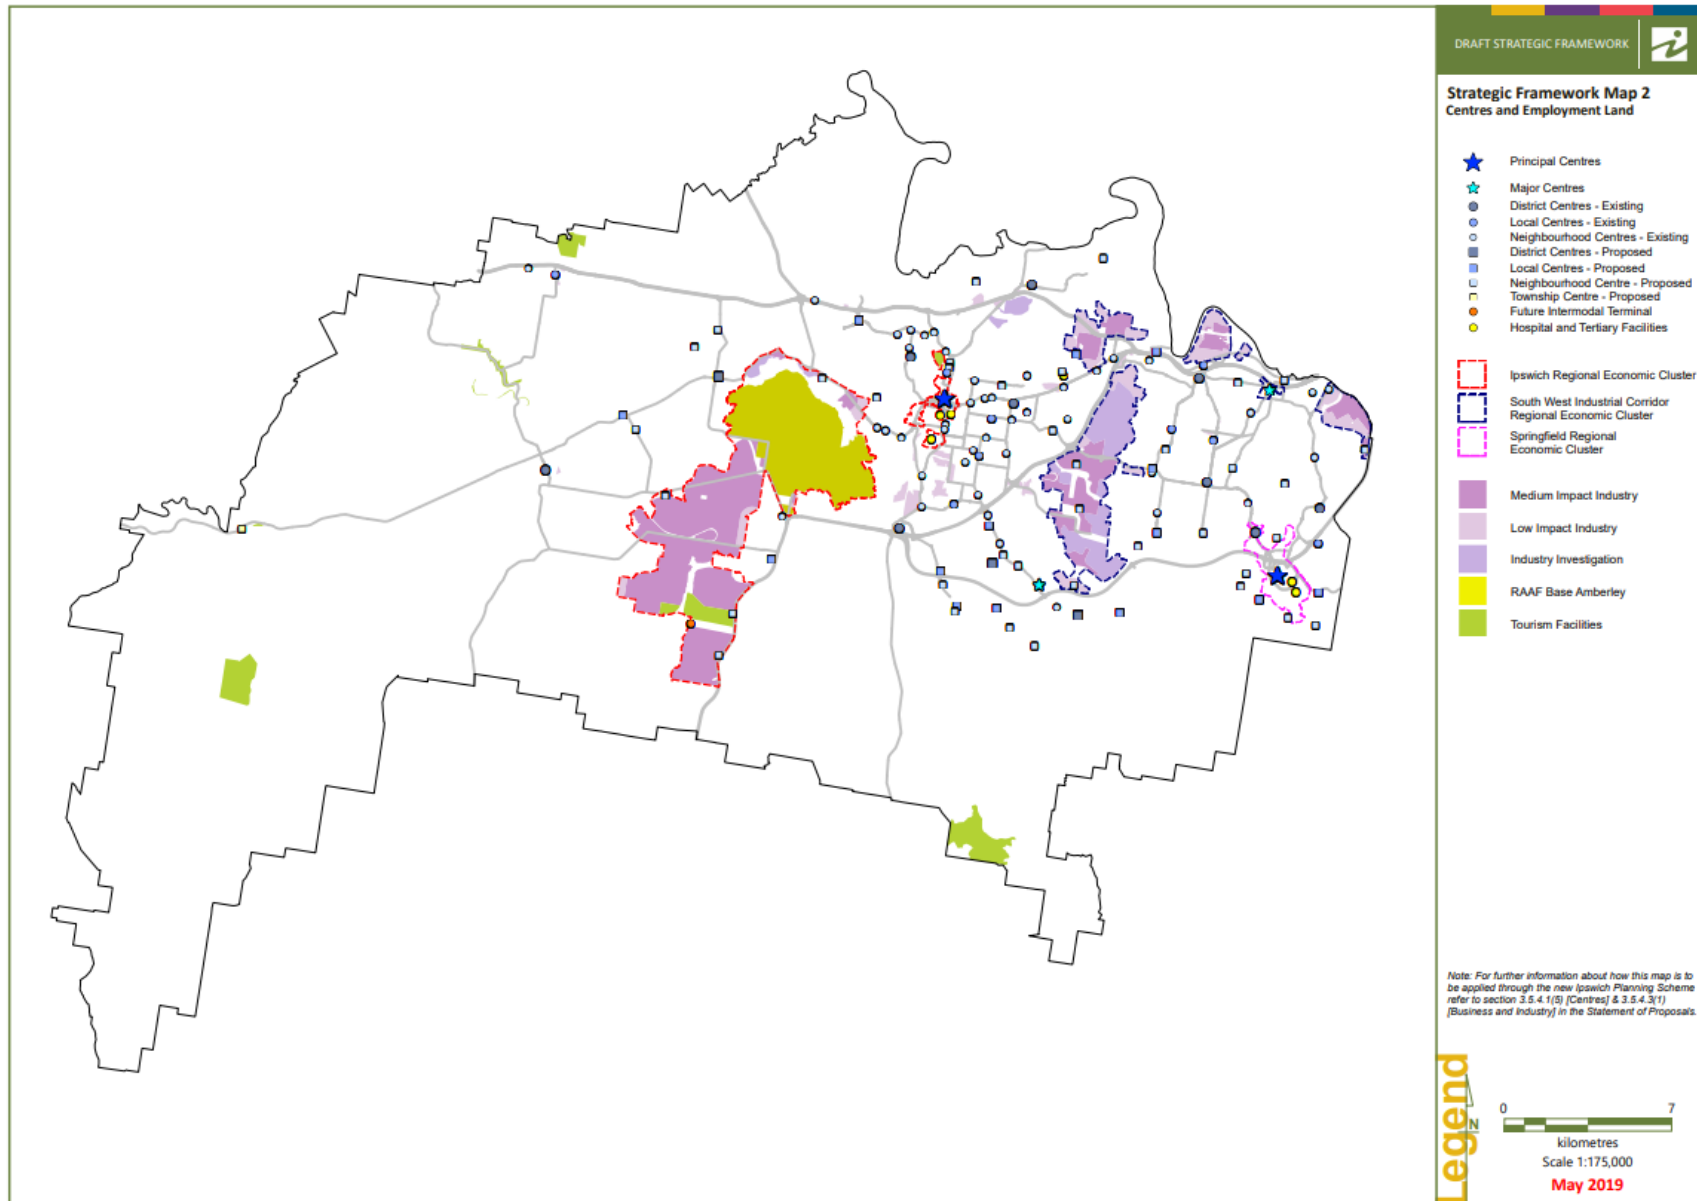 DRAFT STRATEGIC FRAMEWORK
Strategic Framework Map 2
Centres and Employment Land
Principal Centres
Major Centres
District Centres - Existing
Local Centres - Existing
Neighbourhood Centres - Existing
District Centres - Proposed
Local Centres - Proposed
Neighbourhood Centre - Proposed
Township Centre - Proposed
Future Intermodal Terminal
Hospital and Tertiary Facilities
Ipswich Regional Economic Cluster
South West Industrial Corridor
Regional Economic Cluster
Springfield Regional
Economic Cluster
Medium Impact Industry
Low Impact Industry
Industry Investigation
RAAF Base Amberley
Tourism Facilities
Note: For further information about how this map is to
be applied through the new Ipswich Planning Scheme
refer to section 3.5.4.1(5) [Centres] & 3.5.4.3(1)
[Business and Industry] in the Statement of Proposals.
Legend
N
0 7
kilometres
Scale 1:175,000
May 2019